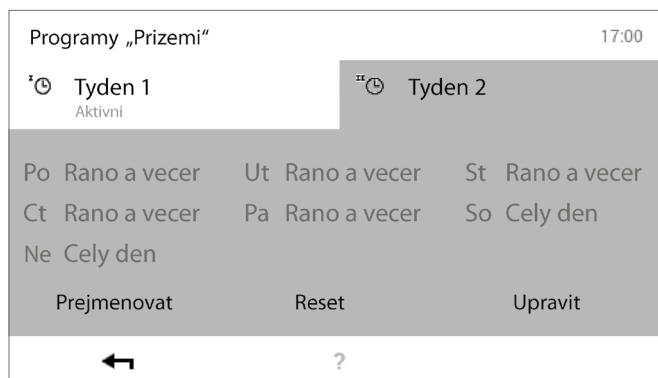 Programy „Prizemi“ 17:00
I Tyden 1 II Tyden 2
Aktivni
Po Rano a vecer Ut Rano a vecer St Rano a vecer
Ct Rano a vecer Pa Rano a vecer So Cely den
Ne Cely den
Prejmenovat Reset Upravit
?